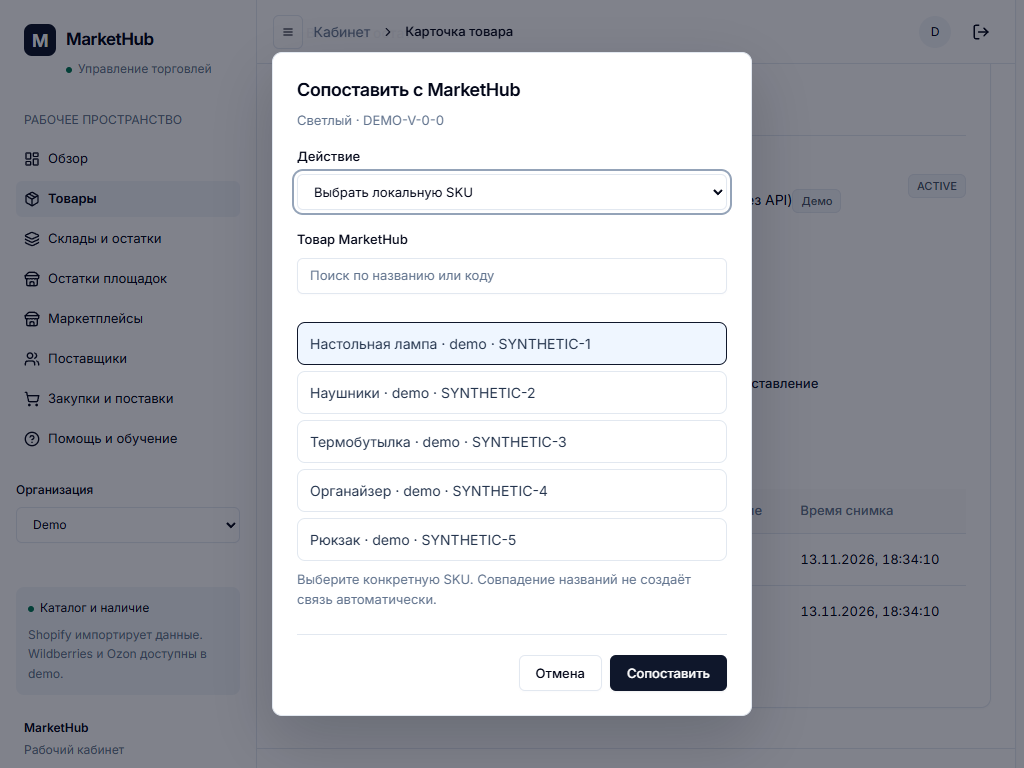 M MarketHub
Управление торговлей
РАБОЧЕЕ ПРОСТРАНСТВО
Обзор
Товары
Склады и остатки
Остатки площадок
Маркетплейсы
Поставщики
Закупки и поставки
Помощь и обучение
Организация
Demo
Каталог и наличие
Shopify импортирует данные.
Wildberries и Ozon доступны в
demo.
MarketHub
Рабочий кабинет
Кабинет > Карточка товара
D
Сопоставить с MarketHub
Светлый · DEMO-V-0-0
Действие
Выбрать локальную SKU
Товар MarketHub
Поиск по названию или коду
Настольная лампа · demo · SYNTHETIC-1
Наушники · demo · SYNTHETIC-2
Термобутылка · demo · SYNTHETIC-3
Органайзер · demo · SYNTHETIC-4
Рюкзак · demo · SYNTHETIC-5
Выберите конкретную SKU. Совпадение названий не создаёт
связь автоматически.
Отмена
Сопоставить
ACTIVE
API)
Демо
Время снимка
13.11.2026, 18:34:10
13.11.2026, 18:34:10